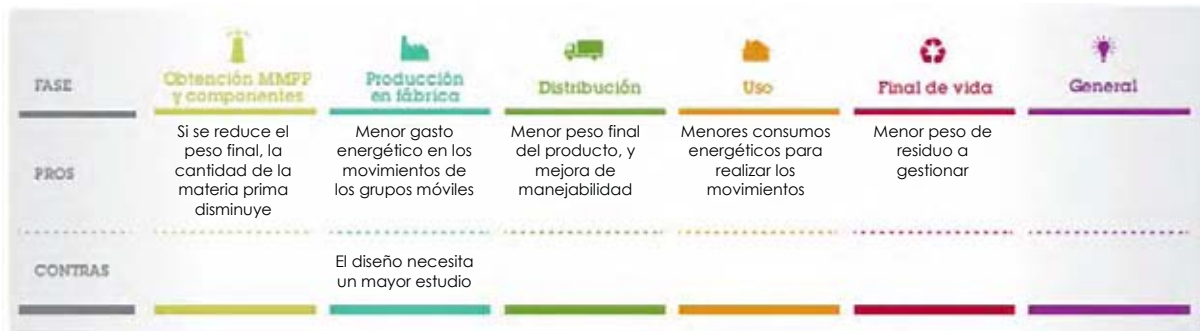 FASE
Obtención MMPP
y componentes
Producción
en fábrica
Distribución
Uso
Final de vida
General
PROS
Si se reduce el
peso final, la
cantidad de la
materia prima
disminuye
Menor gasto
energético en los
movimientos de
los grupos móviles
Menor peso final
del producto, y
mejora de
manejabilidad
Menores consumos
energéticos para
realizar los
movimientos
Menor peso de
residuo a
gestionar
CONTRAS
El diseño necesita
un mayor estudio